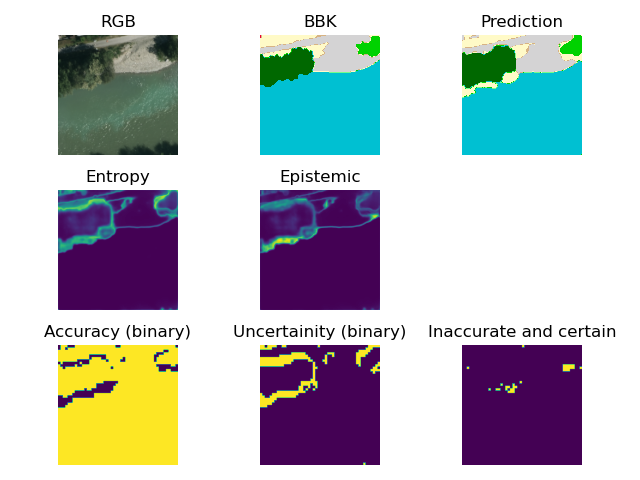 RGB
BBK
Prediction
Entropy
Epistemic
Accuracy (binary)
Uncertainity (binary)
Inaccurate and certain